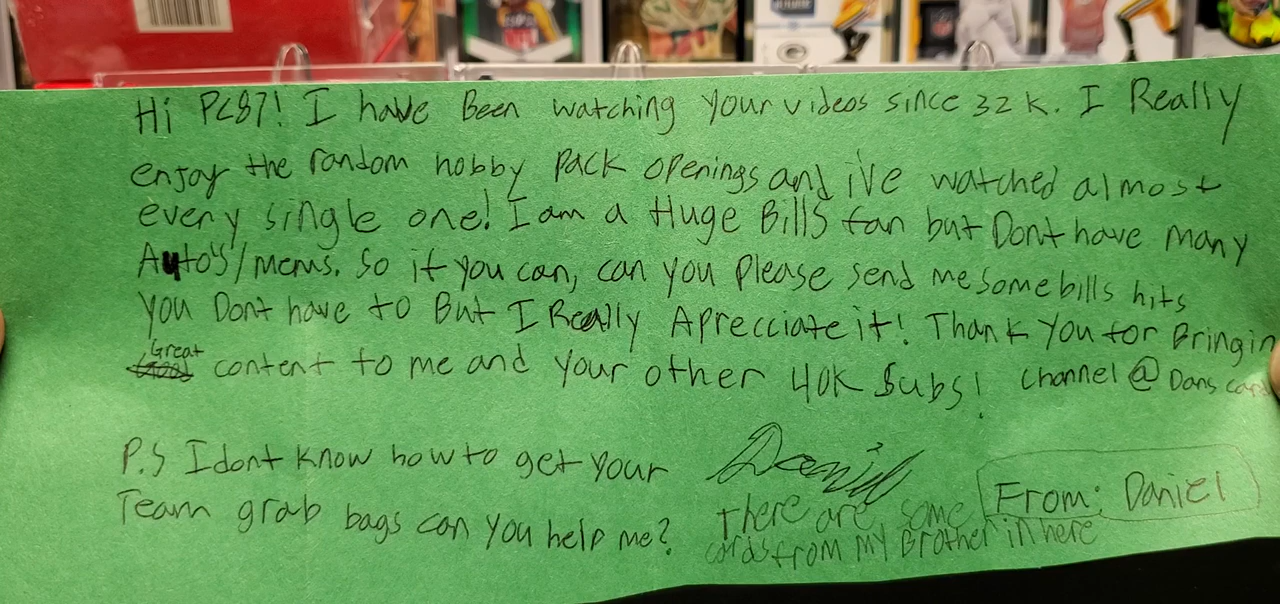 Hi PC87! I have Been watching your videos since 32k. I Really
enjoy the random hobby pack openings and i've watched almost
every single one! I am a Huge Bills fan but Dont have many
Auto's/mems. So if you can, can you please send me some bills hits
you Dont have to But I Really Aprecciate it! Thank you for Bringin
Great content to me and your other 40K Subs! Channel @ Dans card
P.S I dont know how to get your
Team grab bags can you help me?
Daniel
From: Daniel
There are some
cards from my Brother in here